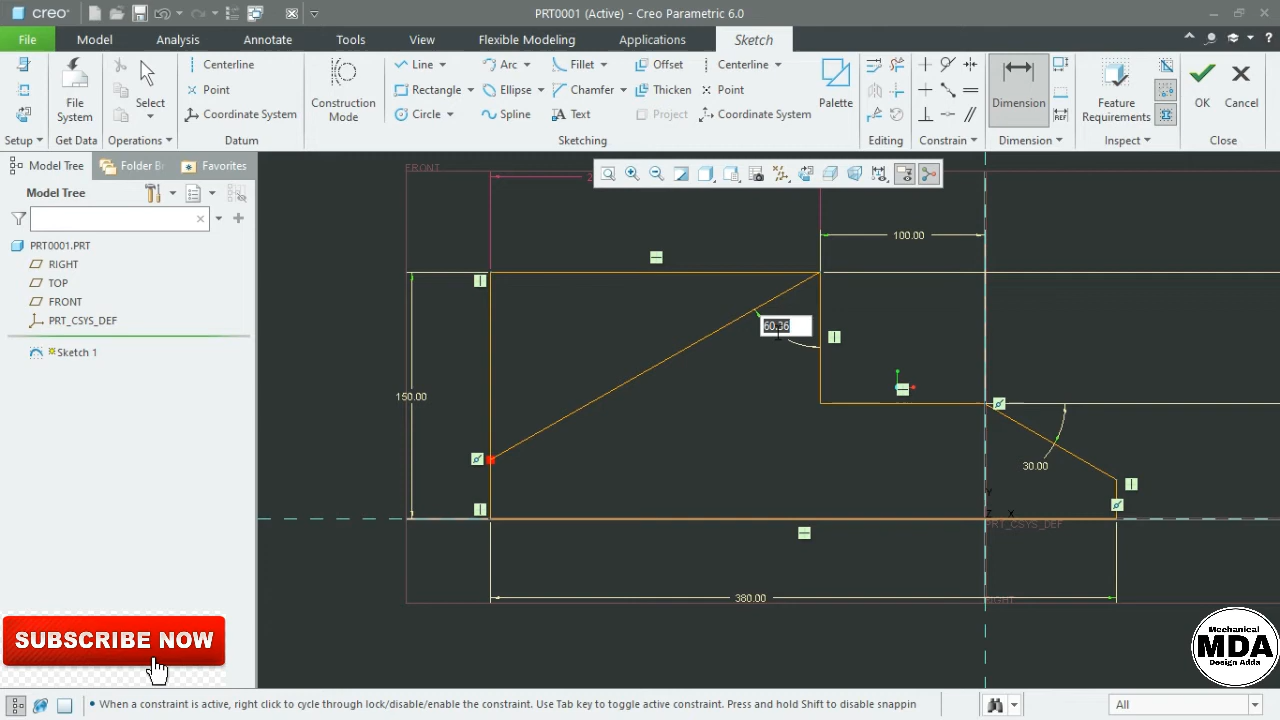 creo
PRT0001 (Active) - Creo Parametric 6.0
File Model Analysis Annotate Tools View Flexible Modeling Applications Sketch
Centerline Line Arc Fillet Offset Centerline
Point Rectangle Ellipse Chamfer Thicken Point
Coordinate System Circle Spline Text Project Coordinate System
File System
Select
Construction Mode
Palette
Dimension
Feature Requirements
OK
Cancel
Setup Get Data Operations Datum Sketching Editing Constrain Dimension Inspect Close
Model Tree Folder Br Favorites
Model Tree
PRT0001.PRT
RIGHT
TOP
FRONT
PRT_CSYS_DEF
Sketch 1
FRONT
100.00
60.36
150.00
30.00
Y
Z X
PRT_CSYS_DEF
380.00
RIGHT
SUBSCRIBE NOW
Mechanical
MDA
Design Adda
• When a constraint is active, right click to cycle through lock/disable/enable the constraint. Use Tab key to toggle active constraint. Press and hold Shift to disable snappin
All